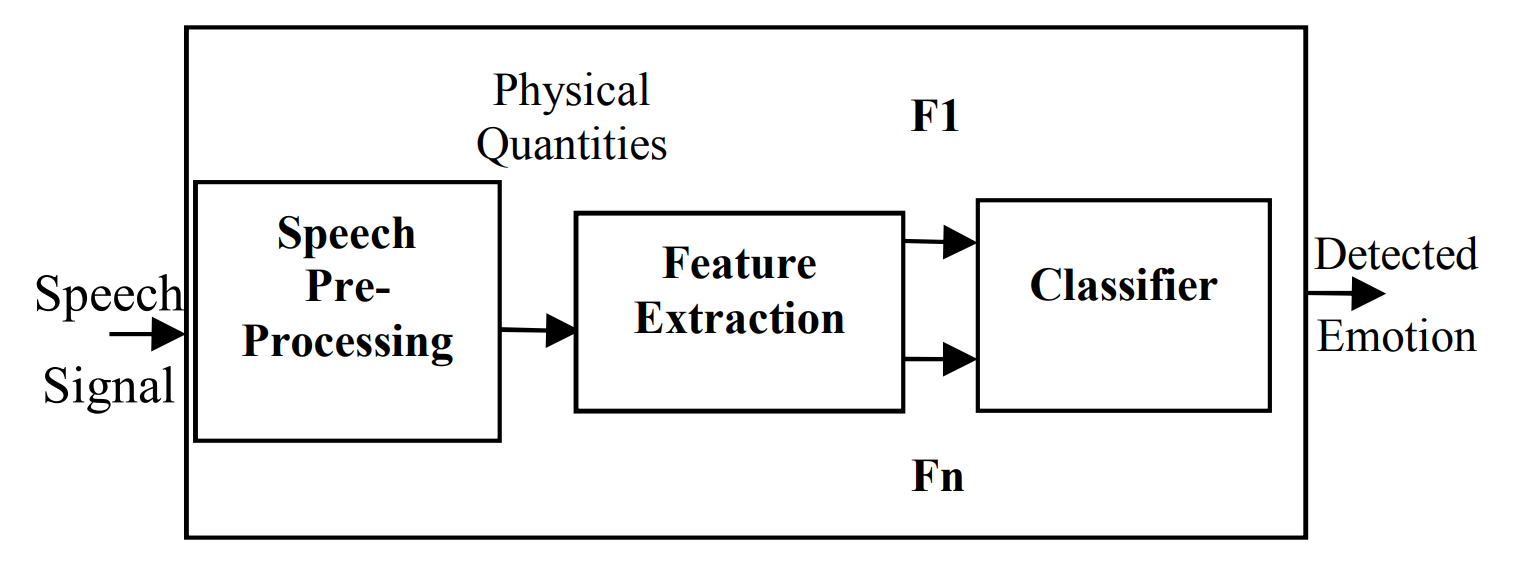 Speech
Signal
Speech
Pre-
Processing
Physical
Quantities
Feature
Extraction
F1
Fn
Classifier
Detected
Emotion